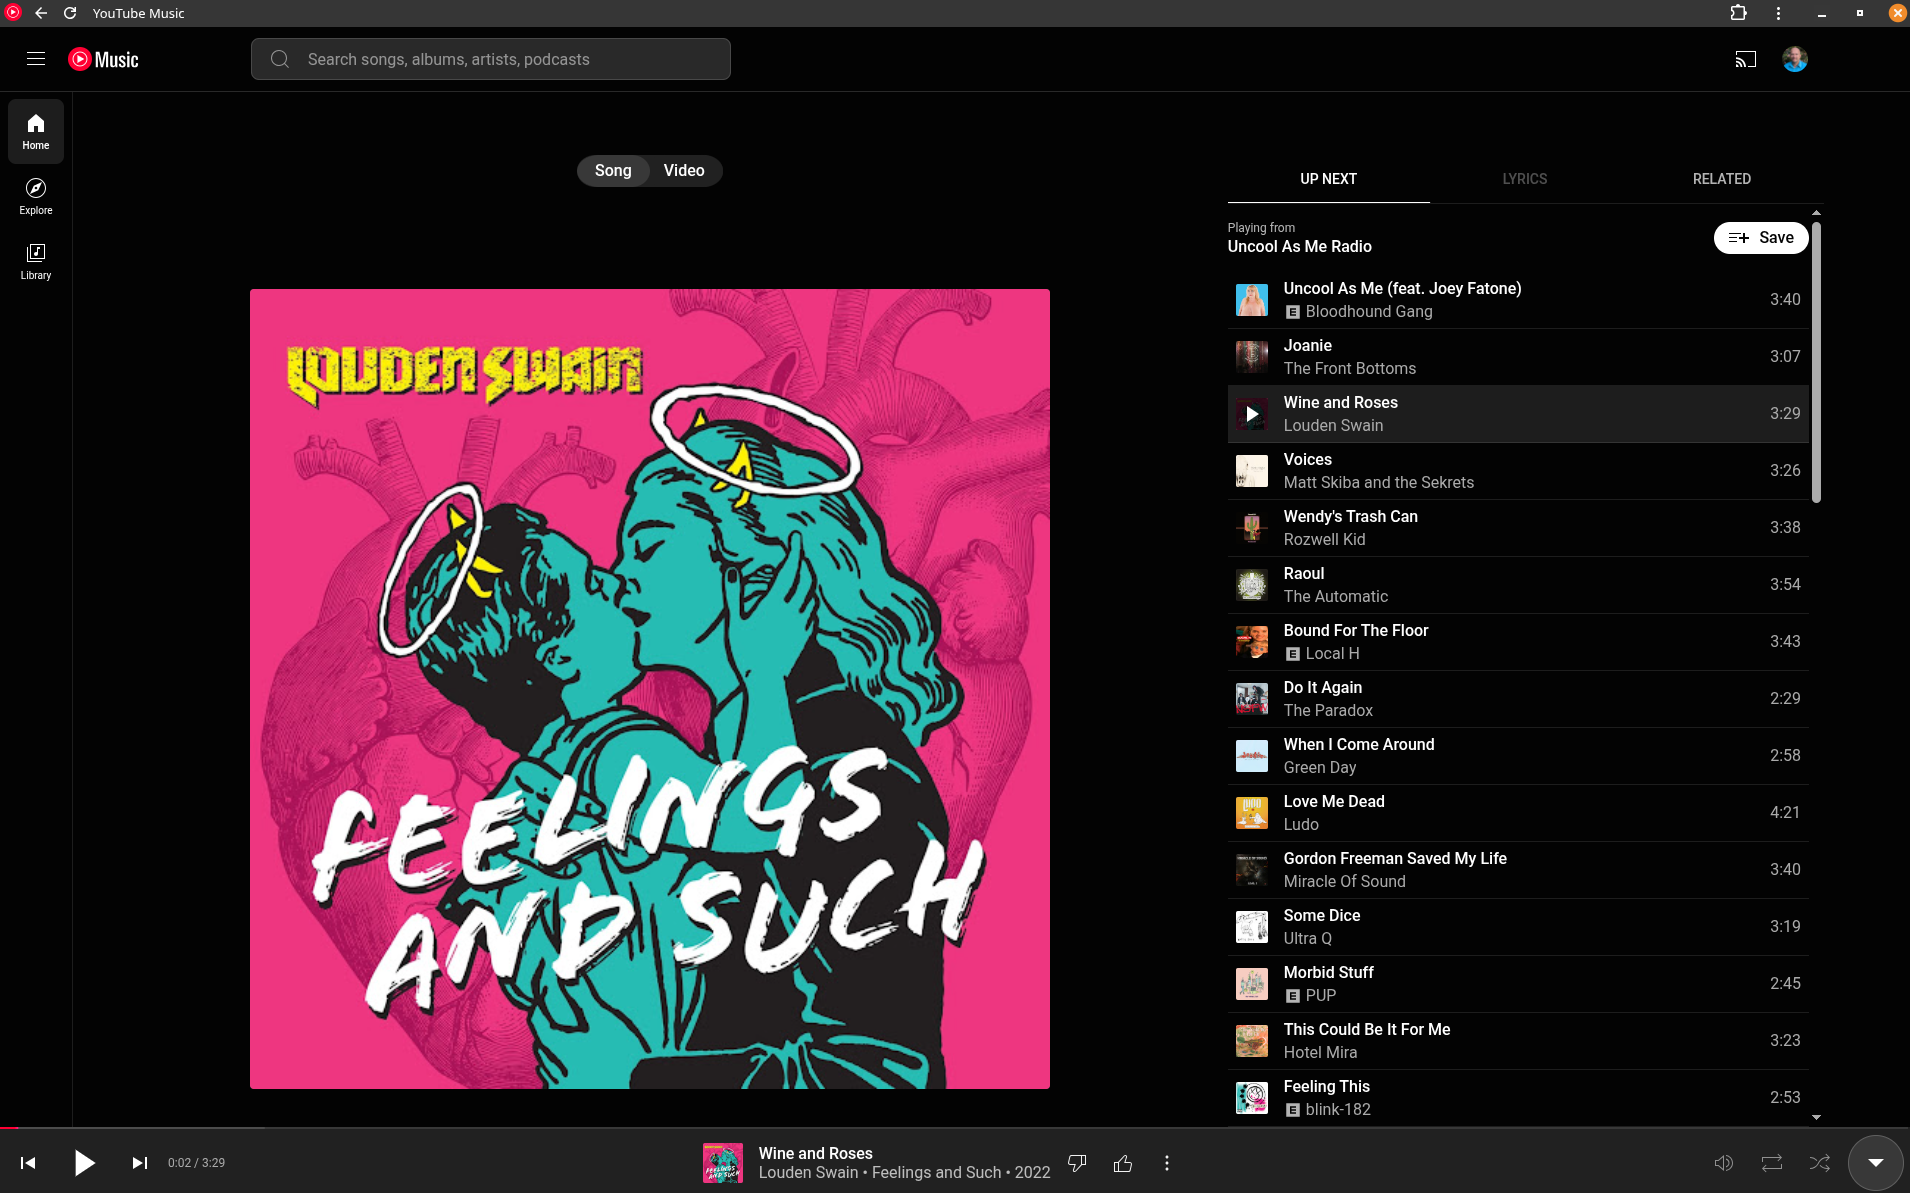 YouTube Music
Music
Search songs, albums, artists, podcasts
Home
Explore
Library
Song
Video
LOUDEN SWAIN
FEELINGS
AND SUCH
UP NEXT
LYRICS
RELATED
Playing from
Uncool As Me Radio
Save
Uncool As Me (feat. Joey Fatone)
E Bloodhound Gang
3:40
Joanie
The Front Bottoms
3:07
Wine and Roses
Louden Swain
3:29
Voices
Matt Skiba and the Sekrets
3:26
Wendy's Trash Can
Rozwell Kid
3:38
Raoul
The Automatic
3:54
Bound For The Floor
E Local H
3:43
Do It Again
The Paradox
2:29
When I Come Around
Green Day
2:58
Love Me Dead
Ludo
4:21
Gordon Freeman Saved My Life
Miracle Of Sound
3:40
Some Dice
Ultra Q
3:19
Morbid Stuff
E PUP
2:45
This Could Be It For Me
Hotel Mira
3:23
Feeling This
E blink-182
2:53
0:02 / 3:29
FEELINGS
AND SUCH
Wine and Roses
Louden Swain • Feelings and Such • 2022